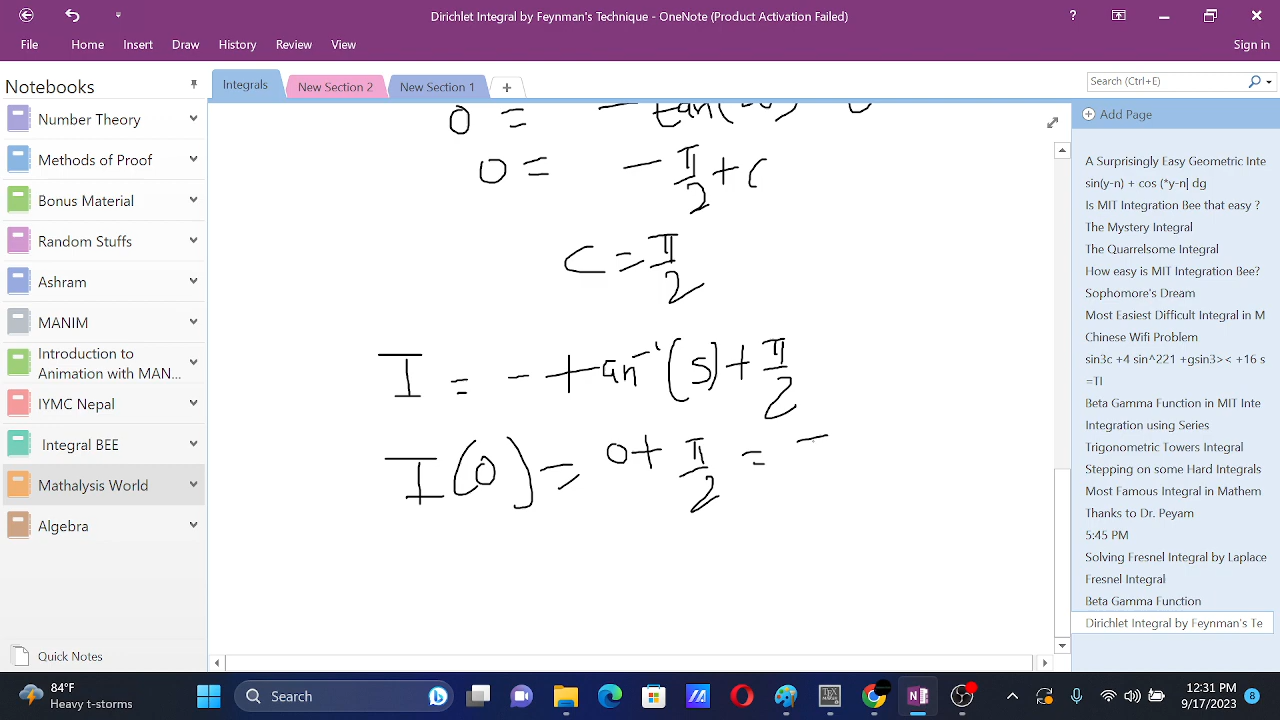 Dirichlet Integral by Feynman's Technique - OneNote (Product Activation Failed)
?
File Home Insert Draw History Review View
Sign in
Notebooks
Integrals New Section 2 New Section 1 +
Search (Ctrl+E)
Number Theory
Methods of Proof
Bonus Material
Random Stuffs
Asham
MANIM
Introduction to
Animation with MAN...
IYMC Nepal
Integral BEE
Mahalysis World
Algebra
Quick Notes
0 =
0 = - π/2 + C
C = π/2
I = - tan⁻¹(s) + π/2
I(0) = 0 + π/2 =
Add Page
A Surprisingly Easy Geometric Inte
sin(y-n) + ços (*y-n] dg
Is MIT Integration Bee that easy ?
The Mystery Integral
The Quarrelsome Integral
How easy is MIT Integration Bee?
Sophomore's Dream
Most Easiest Difficult Integral in M
Chinese Wifi Problem
sin3x+4 sin^221 +gsin3>< +16 s
=TI
Beta Gamma Function in MIT Inte
Integration using Series
Trigonometric Towers Integral
Stepping on some Hard Integrals
Most Famous Integral in Mathem
Thanks to Dr. Peyam
5:45 PM
Solving Fresnel Integral by Laplace
Fresnel Integral
Beta Gamma Function
Dirichlet Integral by Feynman's Te
84°F
Heavy t-storms
Search
12:31 PM
7/17/2023
8